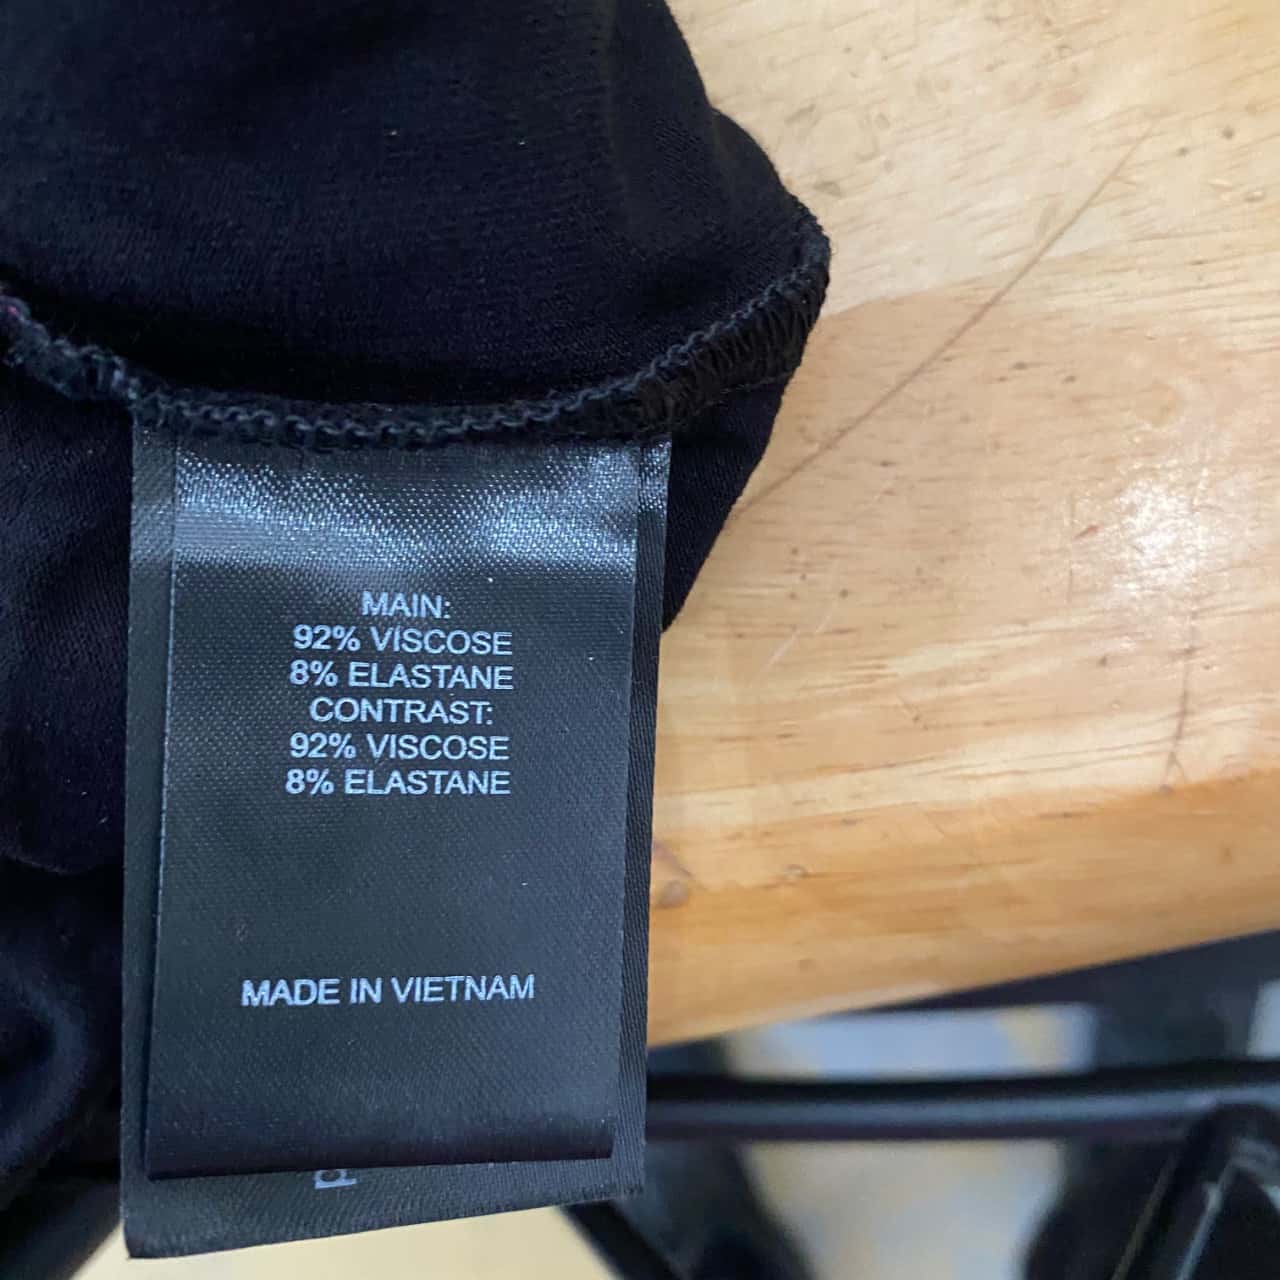 MAIN:
92% VISCOSE
8% ELASTANE
CONTRAST:
92% VISCOSE
8% ELASTANE
MADE IN VIETNAM